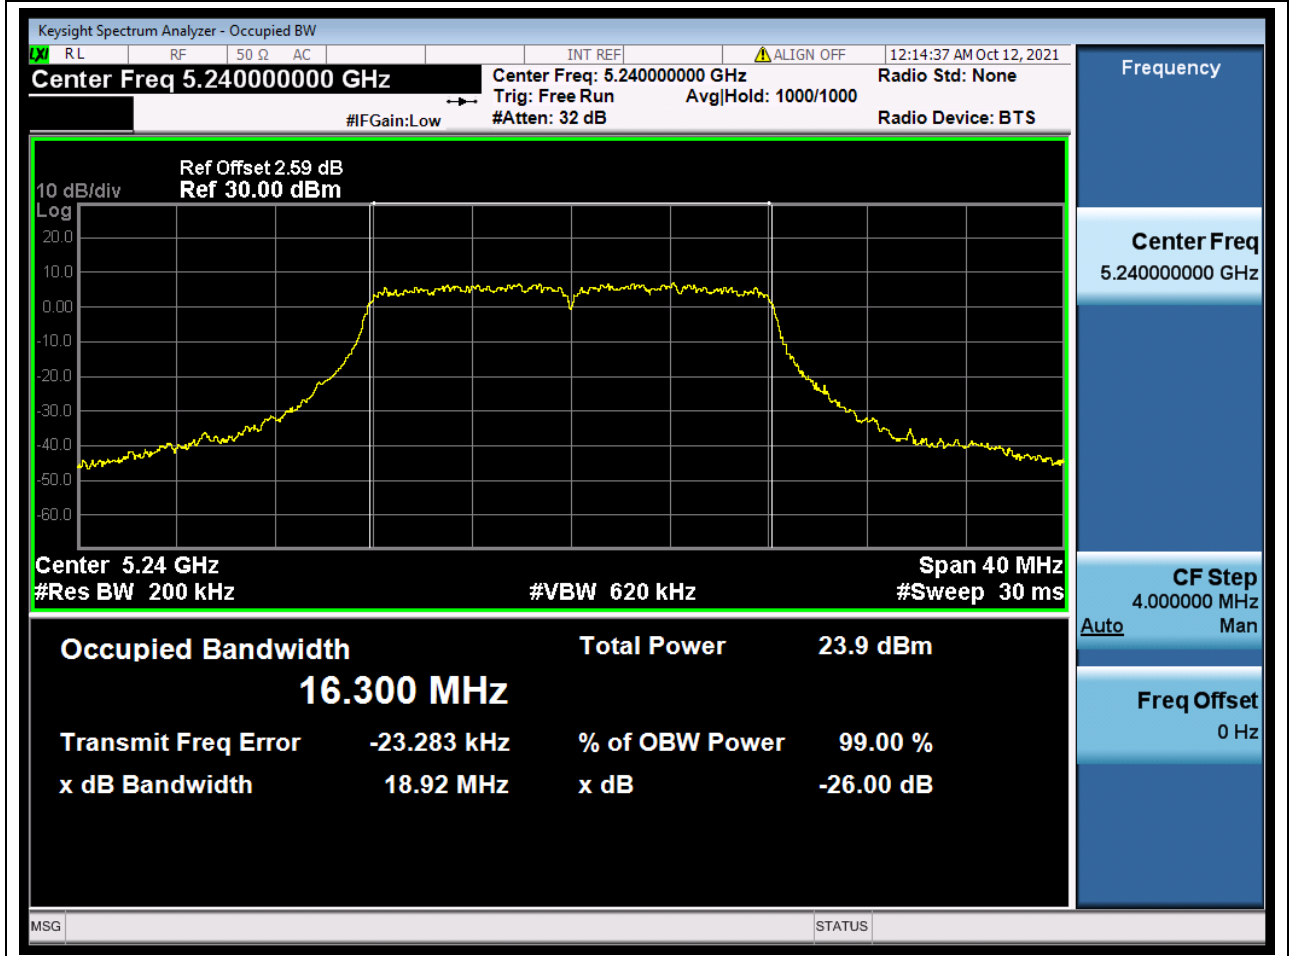 Keysight Spectrum Analyzer - Occupied BW
LXI RL RF 50 Ω AC INT REF ALIGN OFF 12:14:37 AM Oct 12, 2021
Center Freq 5.240000000 GHz
Center Freq: 5.240000000 GHz Radio Std: None
Trig: Free Run Avg|Hold: 1000/1000
#IFGain:Low #Atten: 32 dB Radio Device: BTS
Ref Offset 2.59 dB
10 dB/div Ref 30.00 dBm
Log
20.0
10.0
0.00
-10.0
-20.0
-30.0
-40.0
-50.0
-60.0
Center 5.24 GHz Span 40 MHz
#Res BW 200 kHz #VBW 620 kHz #Sweep 30 ms
Occupied Bandwidth Total Power 23.9 dBm
16.300 MHz
Transmit Freq Error -23.283 kHz % of OBW Power 99.00 %
x dB Bandwidth 18.92 MHz x dB -26.00 dB
Frequency
Center Freq
5.240000000 GHz
CF Step
4.000000 MHz
Auto Man
Freq Offset
0 Hz
MSG STATUS